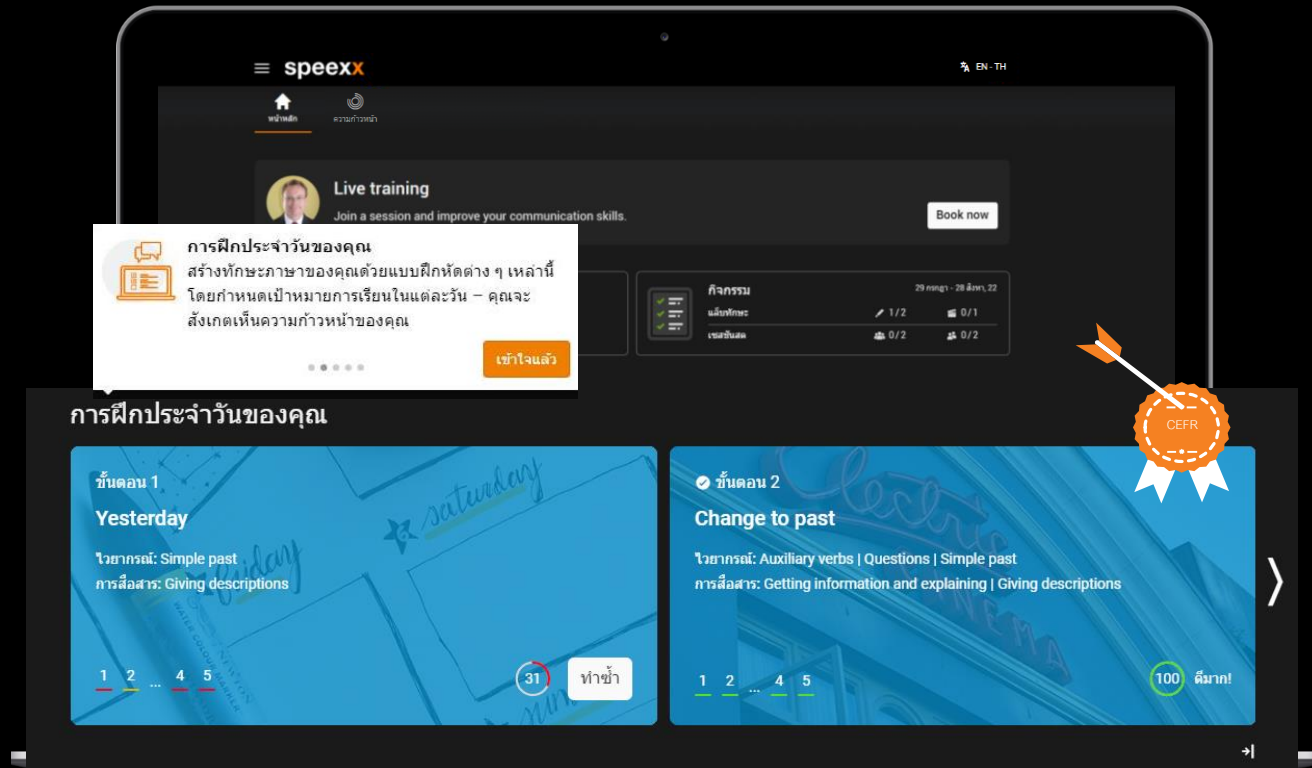 speexx
EN - TH
หน้าหลัก
ความก้าวหน้า
Live training
Join a session and improve your communication skills.
Book now
การฝึกประจำวันของคุณ
สร้างทักษะภาษาของคุณด้วยแบบฝึกหัดต่าง ๆ เหล่านี้
โดยกำหนดเป้าหมายการเรียนในแต่ละวัน – คุณจะ
สังเกตเห็นความก้าวหน้าของคุณ
เข้าใจแล้ว
กิจกรรม
29 กรกฎา - 28 สิงหา, 22
แล็บทักษะ
1/2
0/1
เซสชันสด
0/2
0/2
CEFR
การฝึกประจำวันของคุณ
ขั้นตอน 1
Yesterday
ไวยากรณ์: Simple past
การสื่อสาร: Giving descriptions
1 2 ... 4 5
31
ทำซ้ำ
saturday
ขั้นตอน 2
Change to past
ไวยากรณ์: Auxiliary verbs | Questions | Simple past
การสื่อสาร: Getting information and explaining | Giving descriptions
1 2 ... 4 5
100
ดีมาก!
CINEMA